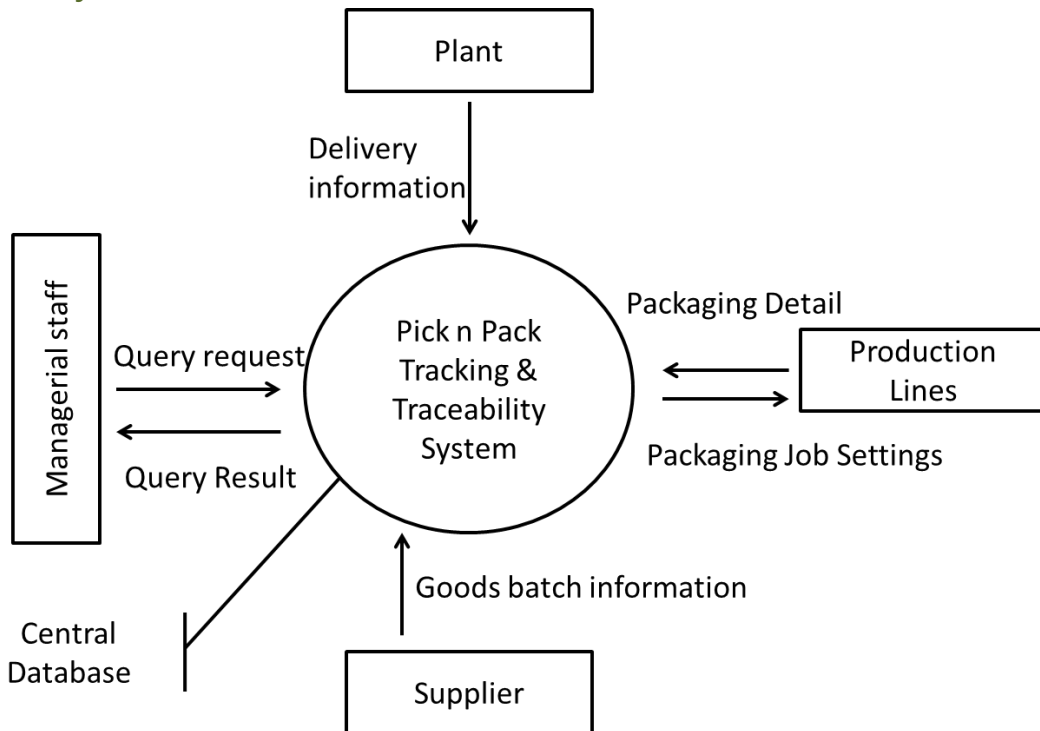 Plant
Delivery
information
Managerial staff
Query request
Query Result
Pick n Pack
Tracking &
Traceability
System
Packaging Detail
Production
Lines
Packaging Job Settings
Goods batch information
Central
Database
Supplier